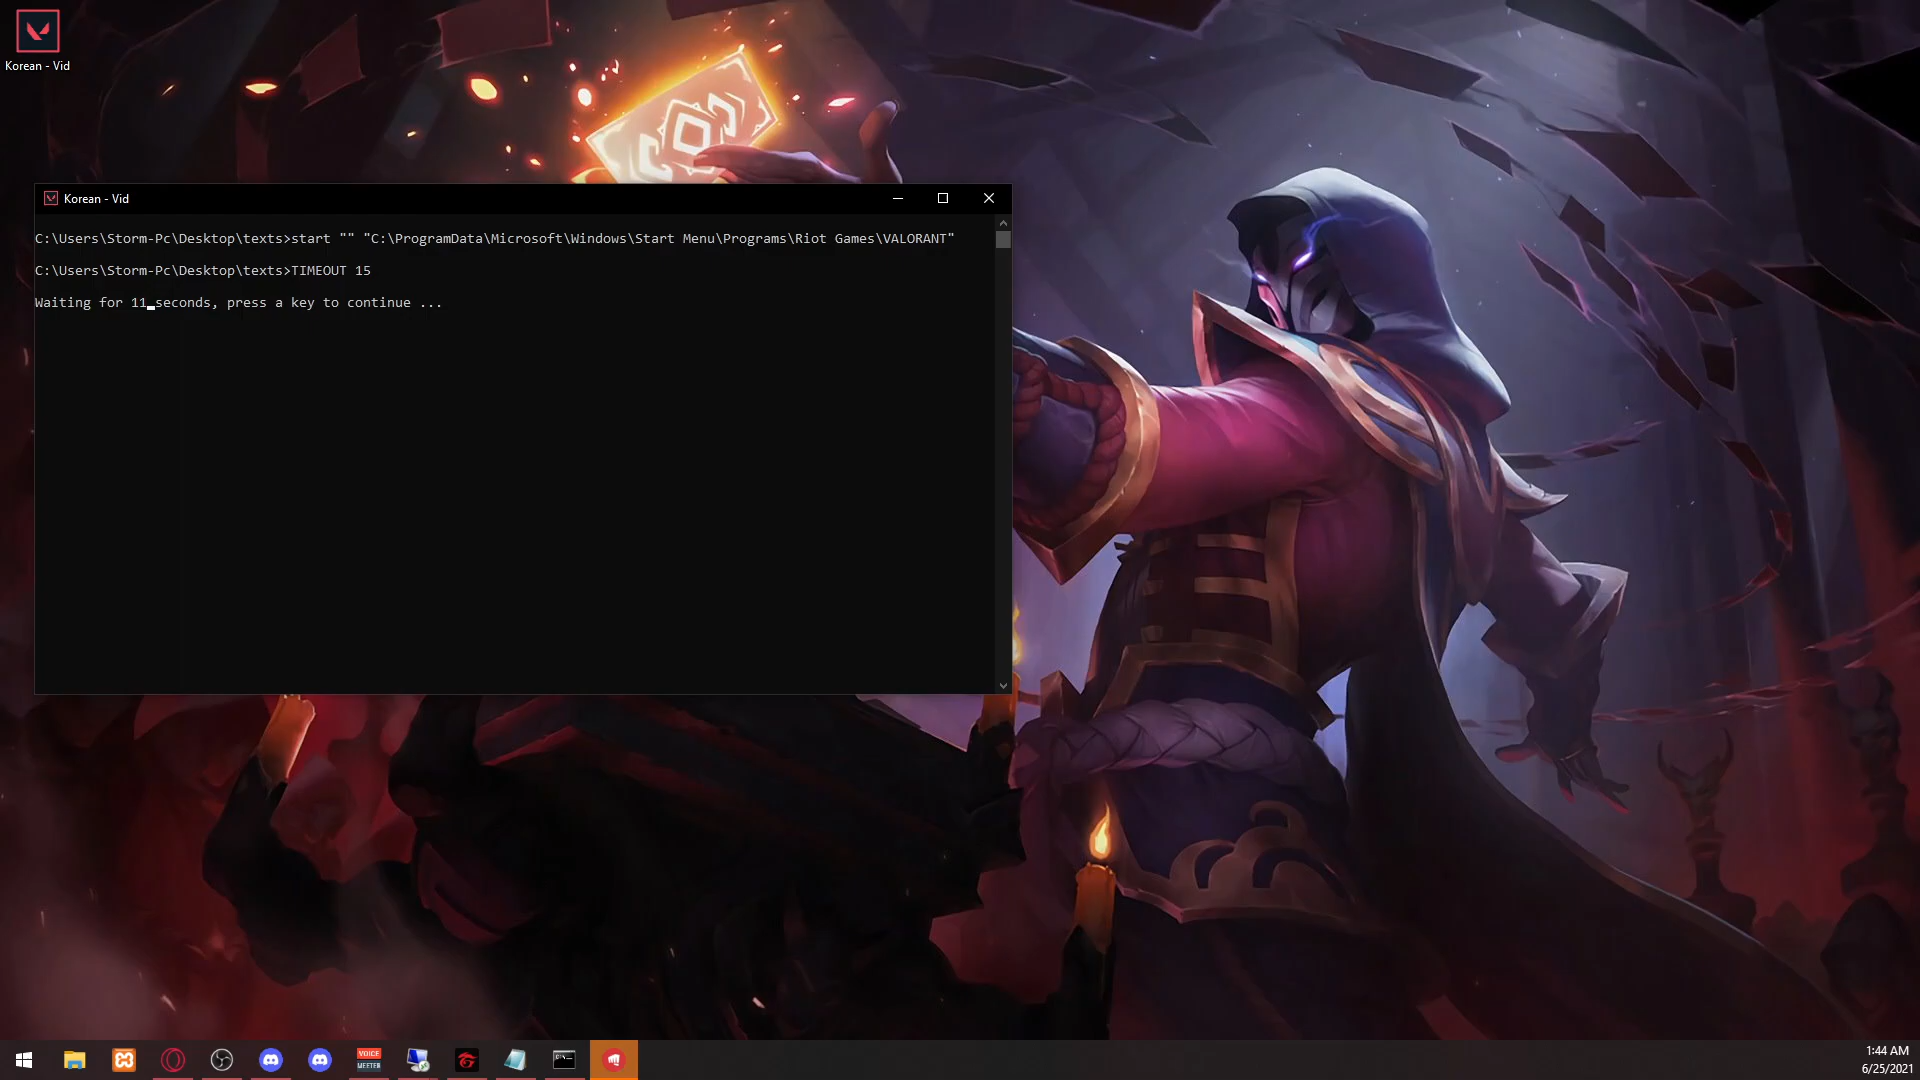 Korean - Vid
Korean - Vid
C:\Users\Storm-Pc\Desktop\texts>start "" "C:\ProgramData\Microsoft\Windows\Start Menu\Programs\Riot Games\VALORANT"
C:\Users\Storm-Pc\Desktop\texts>TIMEOUT 15
Waiting for 11 seconds, press a key to continue ...
VOICE
MEETER
1:44 AM
6/25/2021